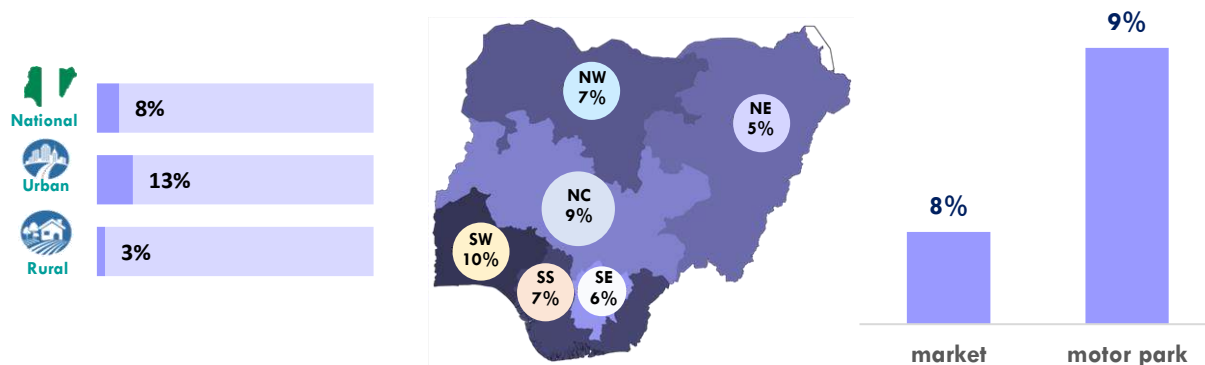 National
8%
Urban
13%
Rural
3%
NW
7%
NE
5%
NC
9%
SW
10%
SS
7%
SE
6%
8%
9%
market
motor park